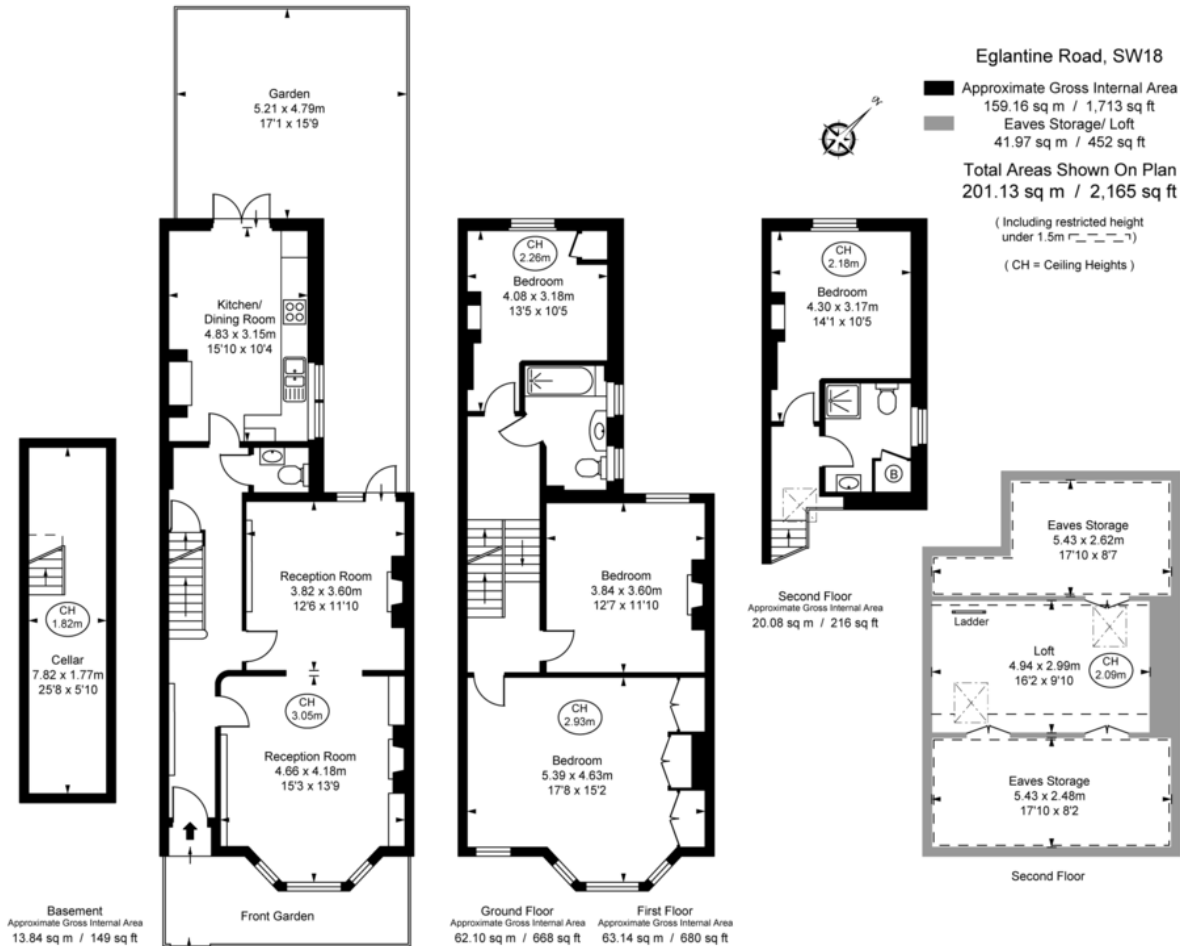 Eglantine Road, SW18
Approximate Gross Internal Area
159.16 sq m / 1,713 sq ft
Eaves Storage/ Loft
41.97 sq m / 452 sq ft
Total Areas Shown On Plan
201.13 sq m / 2,165 sq ft
( Including restricted height
under 1.5m )
( CH = Ceiling Heights )
N
Garden
5.21 x 4.79m
17'1 x 15'9
Kitchen/
Dining Room
4.83 x 3.15m
15'10 x 10'4
Reception Room
3.82 x 3.60m
12'6 x 11'10
CH
3.05m
Reception Room
4.66 x 4.18m
15'3 x 13'9
Front Garden
CH
1.82m
Cellar
7.82 x 1.77m
25'8 x 5'10
Basement
Approximate Gross Internal Area
13.84 sq m / 149 sq ft
CH
2.26m
Bedroom
4.08 x 3.18m
13'5 x 10'5
Bedroom
3.84 x 3.60m
12'7 x 11'10
CH
2.93m
Bedroom
5.39 x 4.63m
17'8 x 15'2
Ground Floor
Approximate Gross Internal Area
62.10 sq m / 668 sq ft
First Floor
Approximate Gross Internal Area
63.14 sq m / 680 sq ft
CH
2.18m
Bedroom
4.30 x 3.17m
14'1 x 10'5
B
Second Floor
Approximate Gross Internal Area
20.08 sq m / 216 sq ft
Eaves Storage
5.43 x 2.62m
17'10 x 8'7
Ladder
Loft
4.94 x 2.99m
16'2 x 9'10
CH
2.09m
Eaves Storage
5.43 x 2.48m
17'10 x 8'2
Second Floor